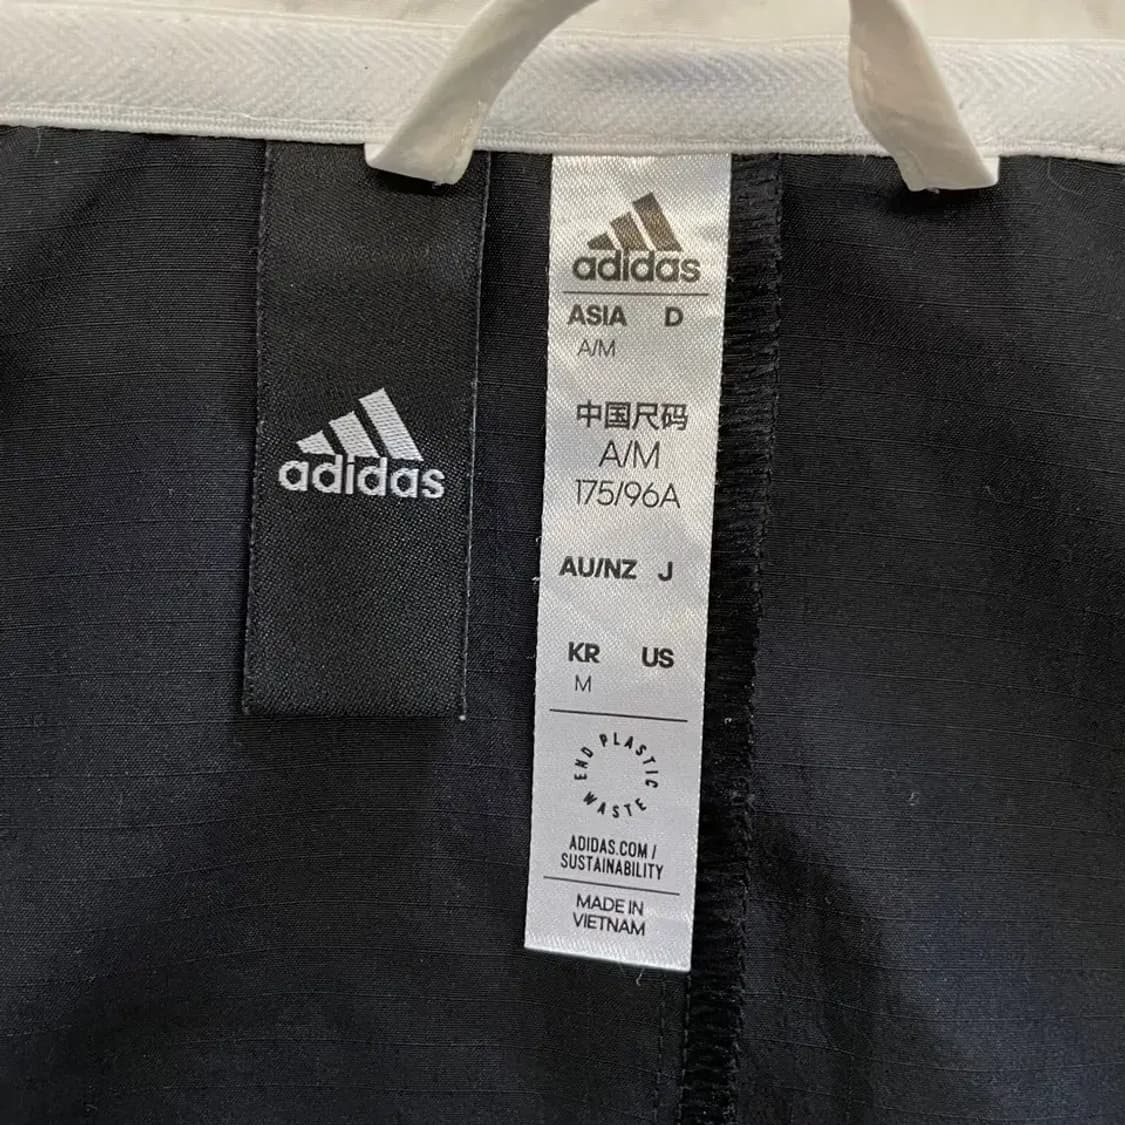 adidas
adidas
ASIA D
A/M
中国尺码
A/M
175/96A
AU/NZ J
KR US
M
END PLASTIC WASTE
ADIDAS.COM/
SUSTAINABILITY
MADE IN
VIETNAM